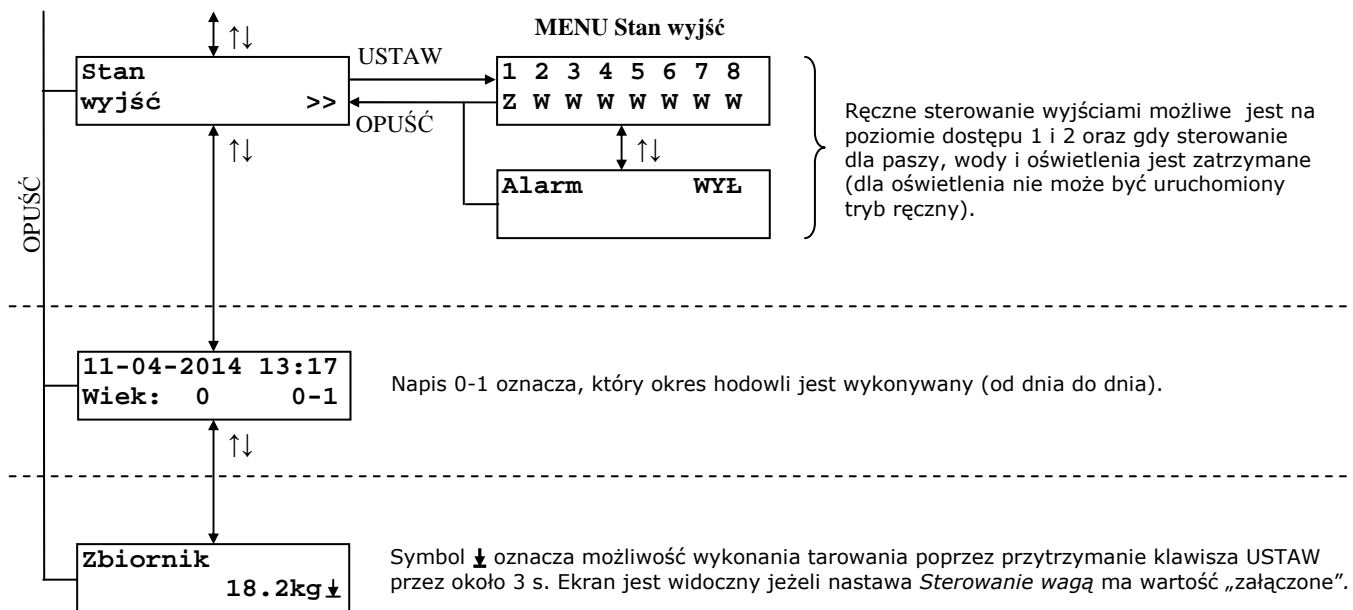 ↑↓
MENU Stan wyjść
Stan
wyjść >>
USTAW
OPUŚĆ
1 2 3 4 5 6 7 8
Z W W W W W W W
↑↓
Alarm WYŁ
Ręczne sterowanie wyjściami możliwe jest na
poziomie dostępu 1 i 2 oraz gdy sterowanie
dla paszy, wody i oświetlenia jest zatrzymane
(dla oświetlenia nie może być uruchomiony
tryb ręczny).
↑↓
OPUŚĆ
11-04-2014 13:17
Wiek: 0 0-1
Napis 0-1 oznacza, który okres hodowli jest wykonywany (od dnia do dnia).
↑↓
Zbiornik
18.2kg↓
Symbol ↓ oznacza możliwość wykonania tarowania poprzez przytrzymanie klawisza USTAW
przez około 3 s. Ekran jest widoczny jeżeli nastawa Sterowanie wagą ma wartość „załączone”.